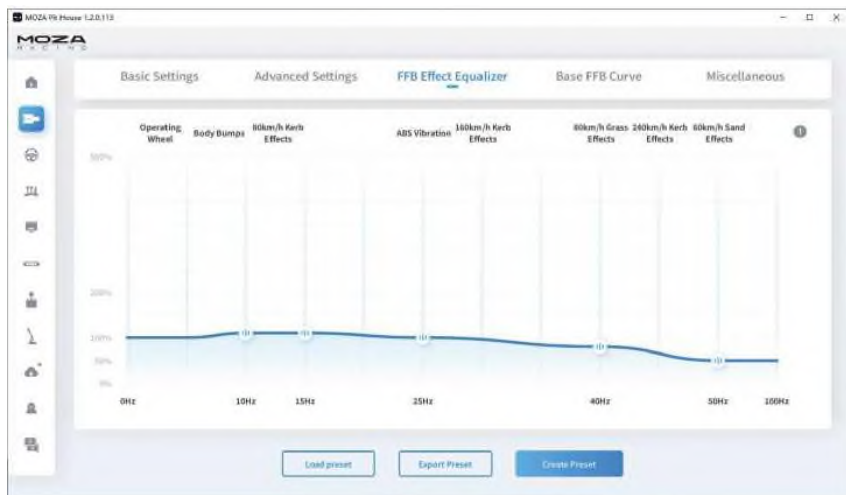 MOZA Pit House 1.2.0.113
MOZA
RACING
Basic Settings
Advanced Settings
FFB Effect Equalizer
Base FFB Curve
Miscellaneous
Operating
Wheel
Body Bumps
80km/h Kerb
Effects
ABS Vibration
160km/h Kerb
Effects
80km/h Grass
Effects
240km/h Kerb
Effects
60km/h Sand
Effects
500%
200%
100%
50%
0%
0Hz
10Hz
15Hz
25Hz
40Hz
50Hz
100Hz
Load preset
Export Preset
Create Preset